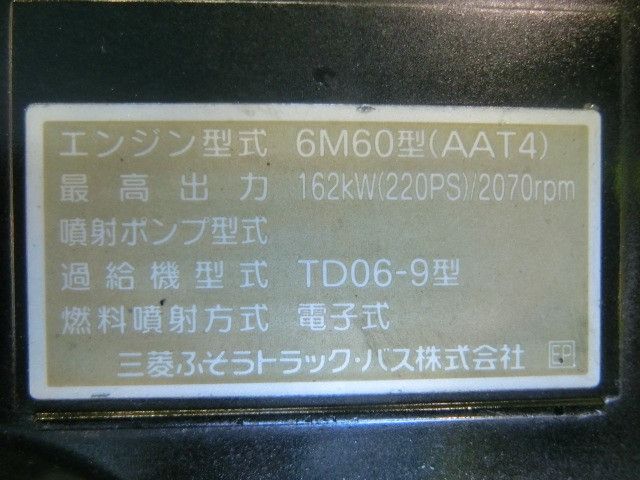 エンジン型式 6M60型(AAT4)
最高出力 162kW(220PS)/2070rpm
噴射ポンプ型式
過給機型式 TD06-9型
燃料噴射方式 電子式
三菱ふそうトラック・バス株式会社 EP